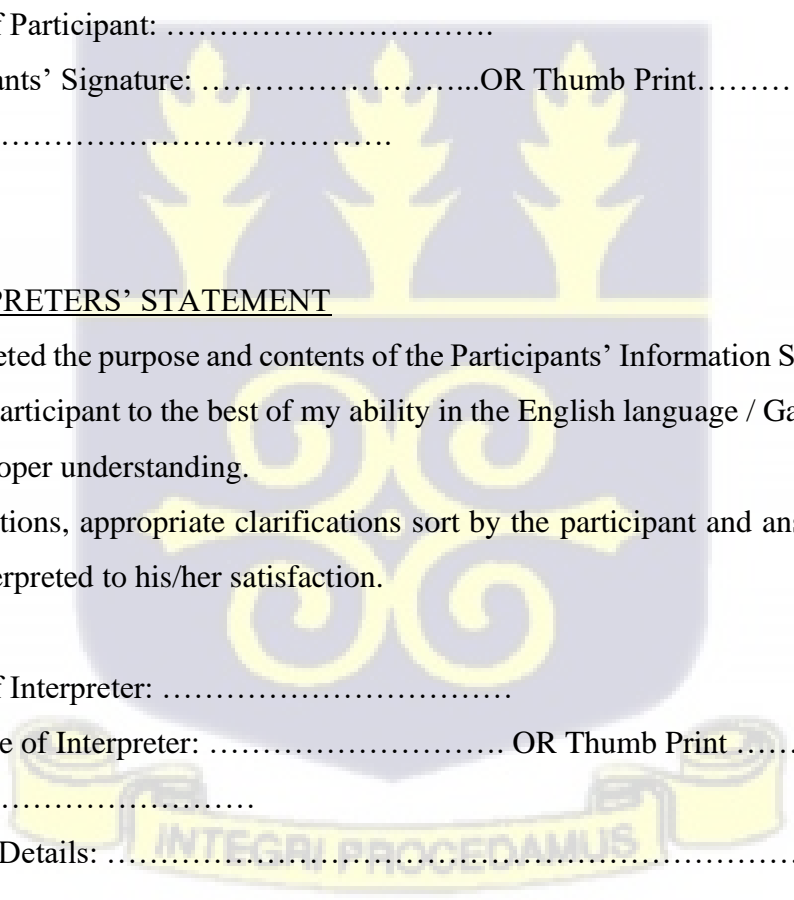 f Participant: ………………………….
ants’ Signature: ……………………...OR Thumb Print………
……………………………….
PRETERS’ STATEMENT
eted the purpose and contents of the Participants’ Information S
articipant to the best of my ability in the English language / Ga
oper understanding.
tions, appropriate clarifications sort by the participant and ans
erpreted to his/her satisfaction.
f Interpreter: ……………………………
e of Interpreter: ………………………. OR Thumb Print ……
……………………
Details: …………………………………………………………
INTEGRI PROCEDAMUS